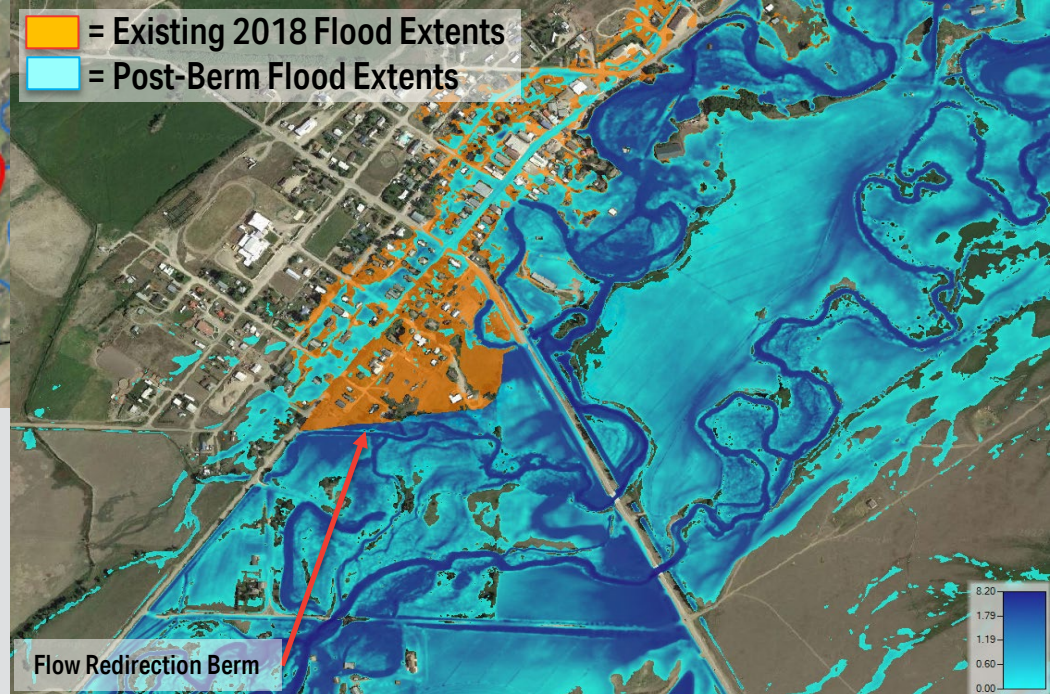 = Existing 2018 Flood Extents
= Post-Berm Flood Extents
Flow Redirection Berm
8.20
1.79
1.19
0.60
0.00